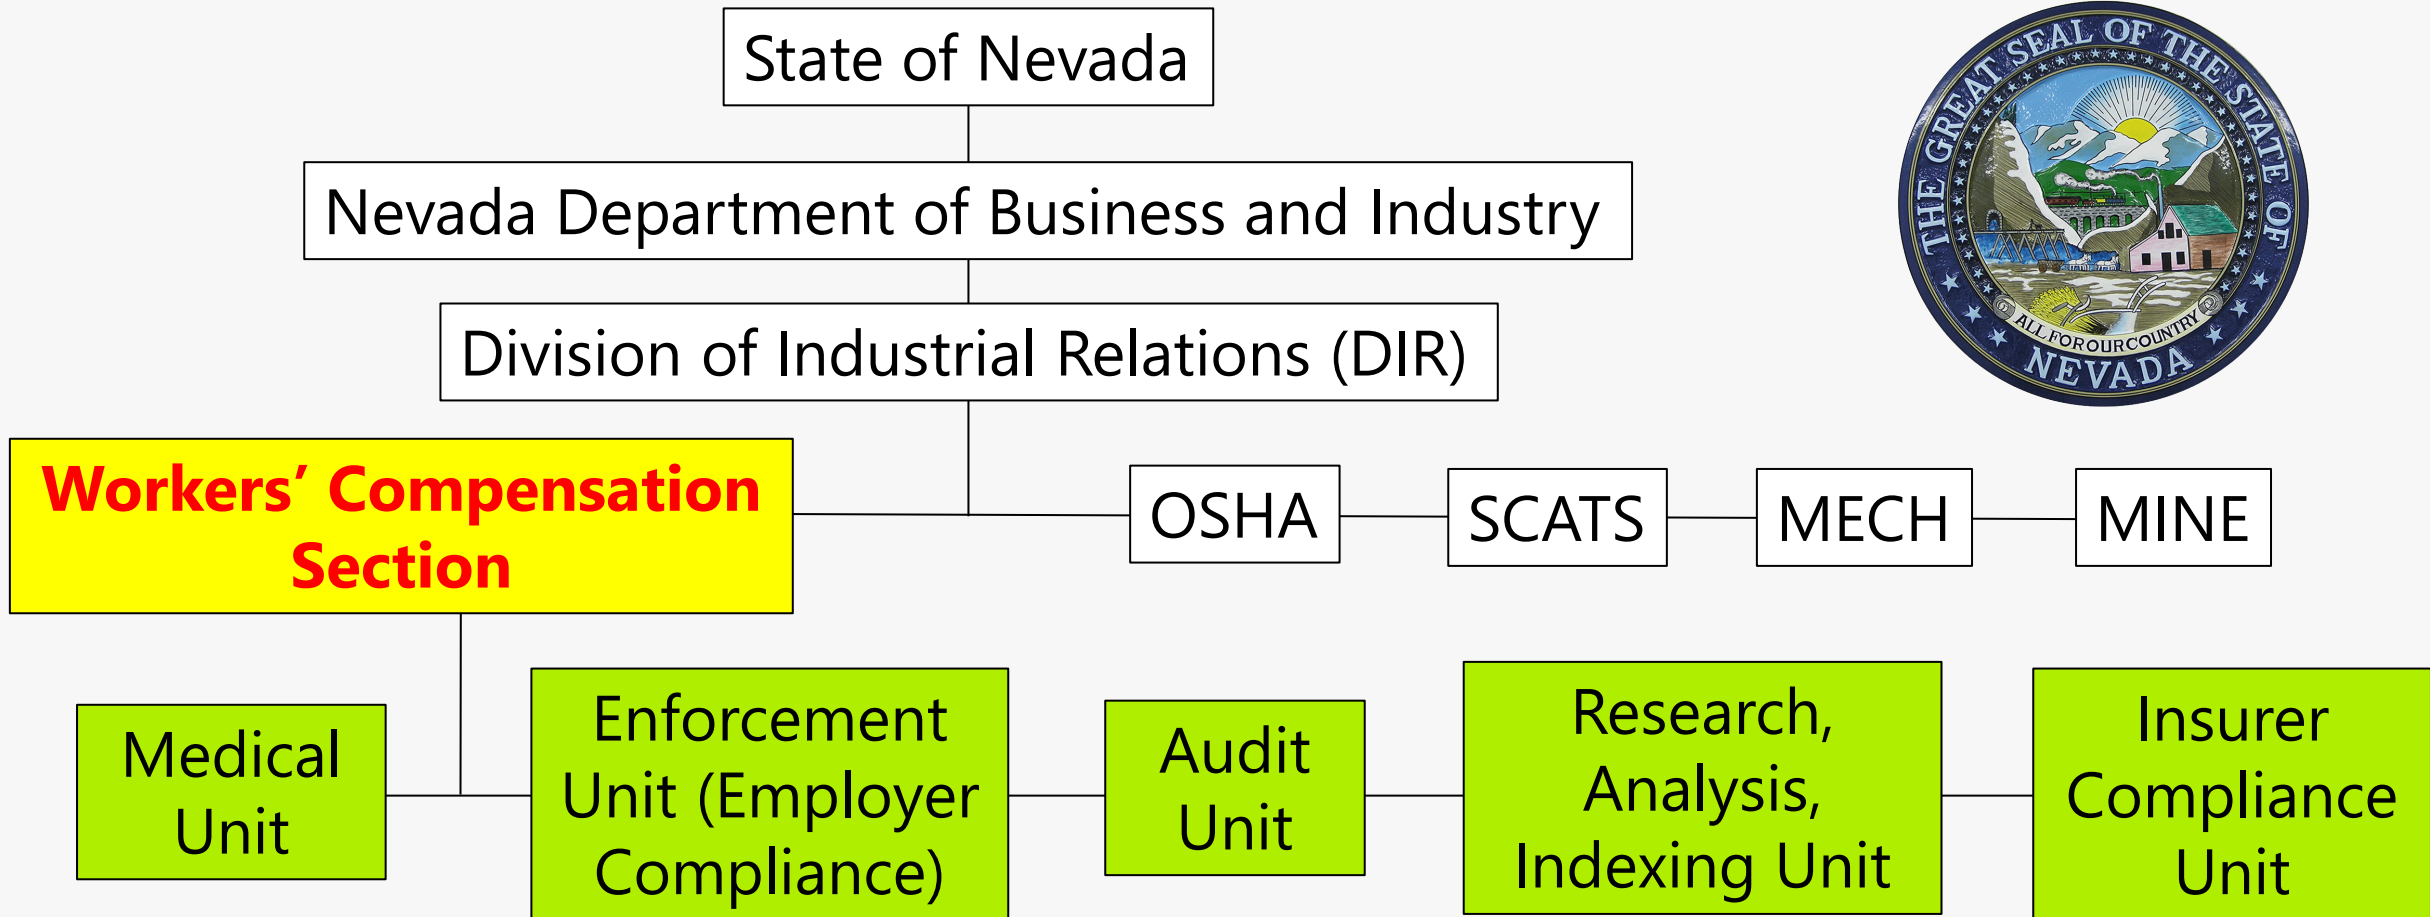 State of Nevada
THE GREAT SEAL OF THE STATE OF
NEVADA
ALL FOR OUR COUNTRY
Nevada Department of Business and Industry
Division of Industrial Relations (DIR)
Workers’ Compensation
Section
OSHA
SCATS
MECH
MINE
Medical
Unit
Enforcement
Unit (Employer
Compliance)
Audit
Unit
Research,
Analysis,
Indexing Unit
Insurer
Compliance
Unit